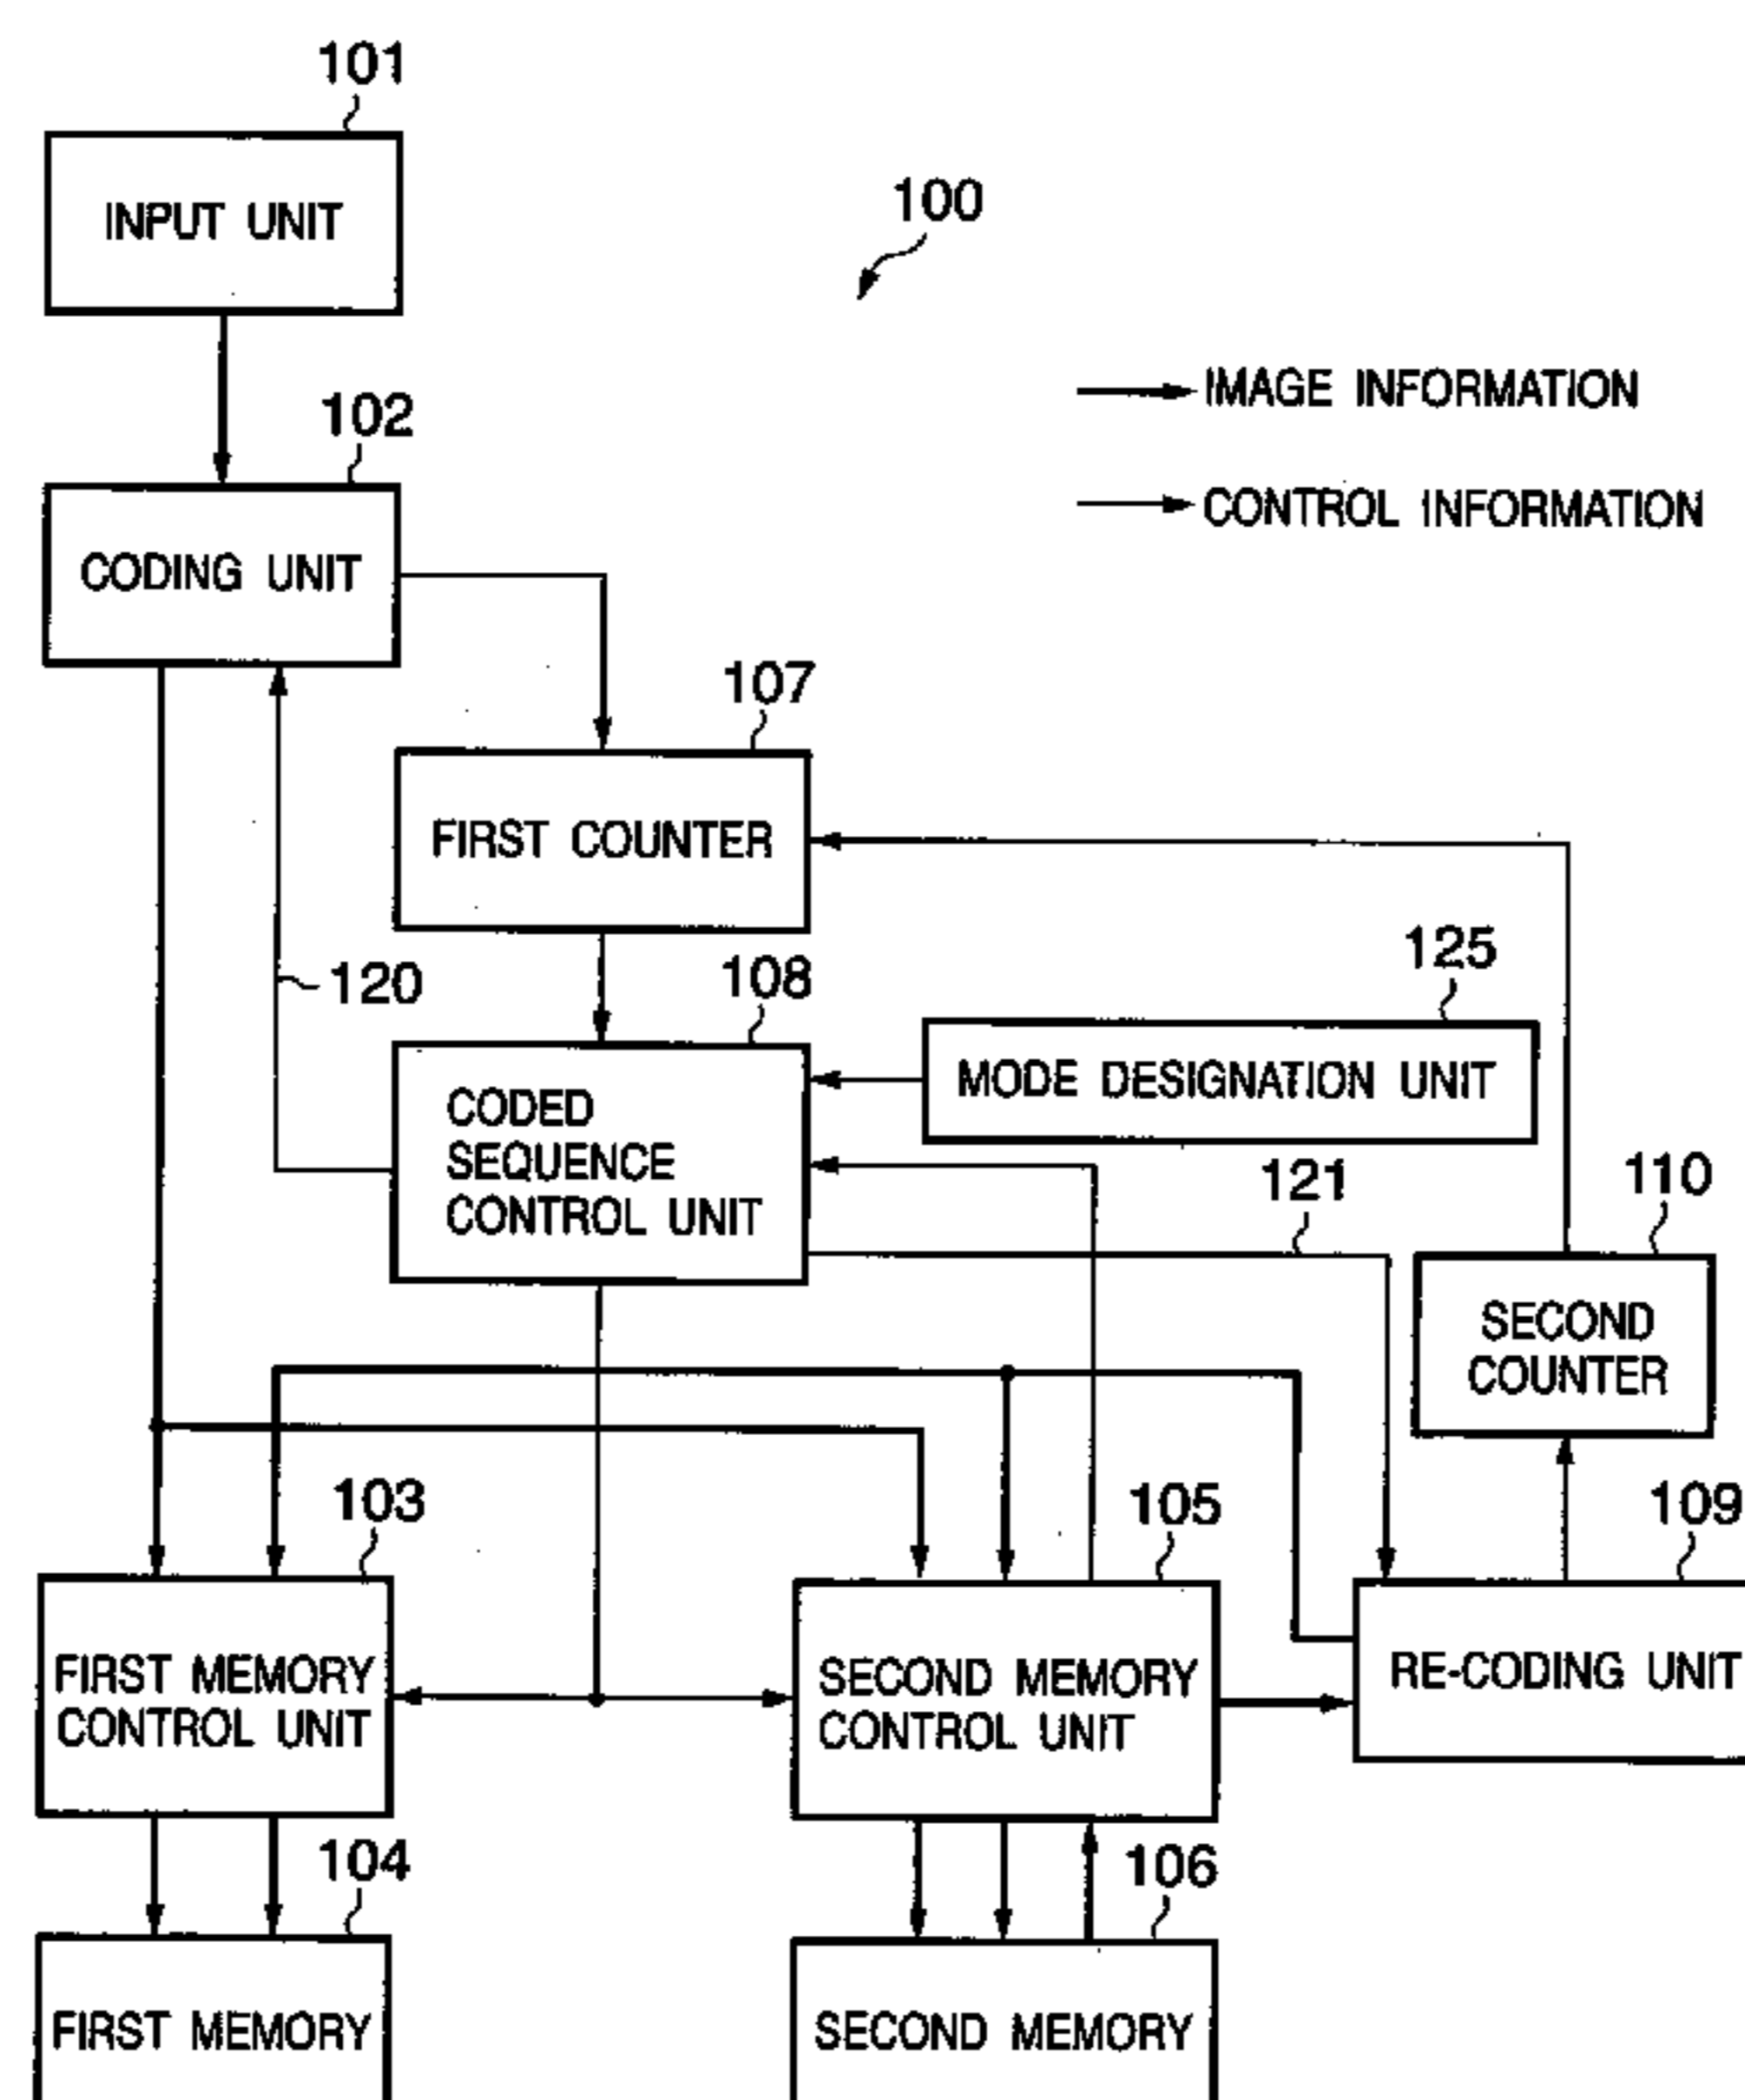 101
INPUT UNIT
100
IMAGE INFORMATION
102
CONTROL INFORMATION
CODING UNIT
107
FIRST COUNTER
125
120
108
MODE DESIGNATION UNIT
CODED
SEQUENCE
CONTROL UNIT
121
110
SECOND
COUNTER
103
105
109
FIRST MEMORY
CONTROL UNIT
SECOND MEMORY
CONTROL UNIT
RE-CODING UNIT
104
106
FIRST MEMORY
SECOND MEMORY